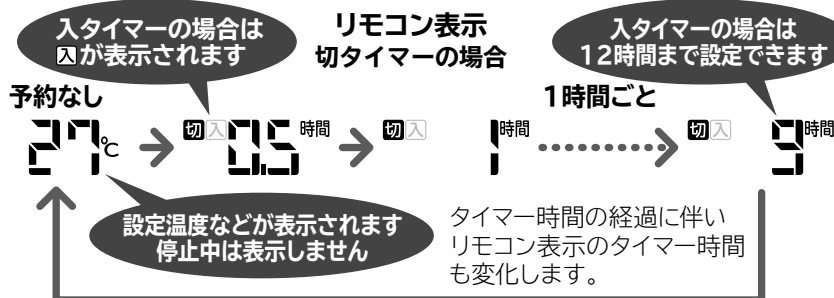 入タイマーの場合は
入が表示されます
リモコン表示
切タイマーの場合
入タイマーの場合は
12時間まで設定できます
予約なし
1時間ごと
27℃
切入 0.5 時間
切入 1 時間
切入 9 時間
設定温度などが表示されます
停止中は表示しません
タイマー時間の経過に伴い
リモコン表示のタイマー時間
も変化します。